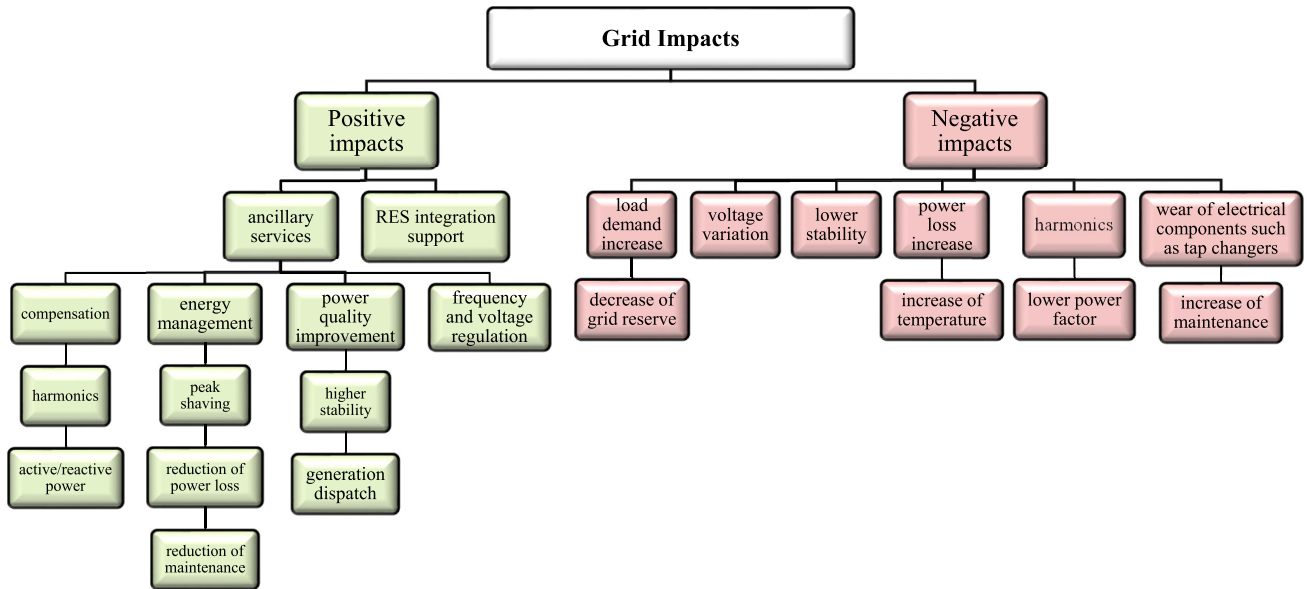 Grid Impacts
Positive
impacts
Negative
impacts
ancillary
services
RES integration
support
load
demand
increase
voltage
variation
lower
stability
power
loss
increase
harmonics
wear of electrical
components such
as tap changers
compensation
energy
management
power
quality
improvement
frequency
and voltage
regulation
decrease of
grid reserve
increase of
temperature
lower power
factor
increase of
maintenance
harmonics
peak
shaving
higher
stability
active/reactive
power
reduction of
power loss
generation
dispatch
reduction of
maintenance